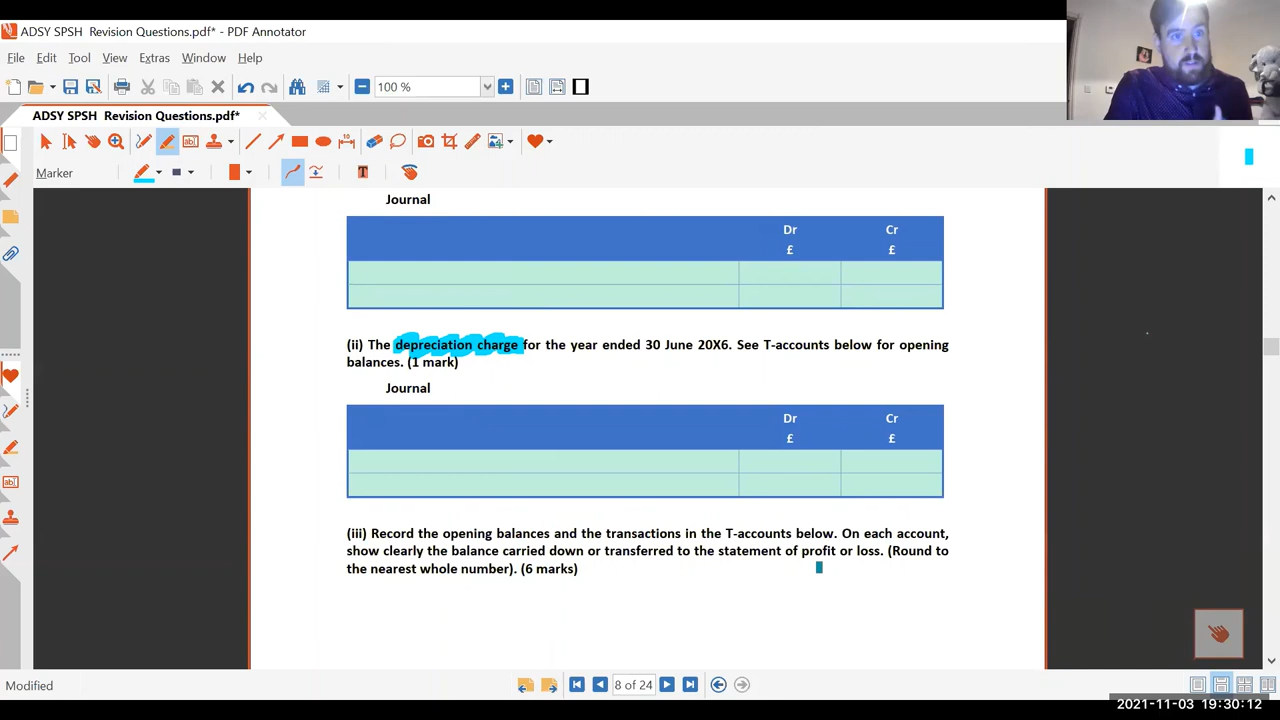 ADSY SPSH Revision Questions.pdf* - PDF Annotator
File Edit Tool View Extras Window Help
100 %
ADSY SPSH Revision Questions.pdf*
10
Marker
T
Journal
Dr Cr
£ £
(ii) The depreciation charge for the year ended 30 June 20X6. See T-accounts below for opening
balances. (1 mark)
Journal
Dr Cr
£ £
(iii) Record the opening balances and the transactions in the T-accounts below. On each account,
show clearly the balance carried down or transferred to the statement of profit or loss. (Round to
the nearest whole number). (6 marks)
Modified 8 of 24
2021-11-03 19:30:12